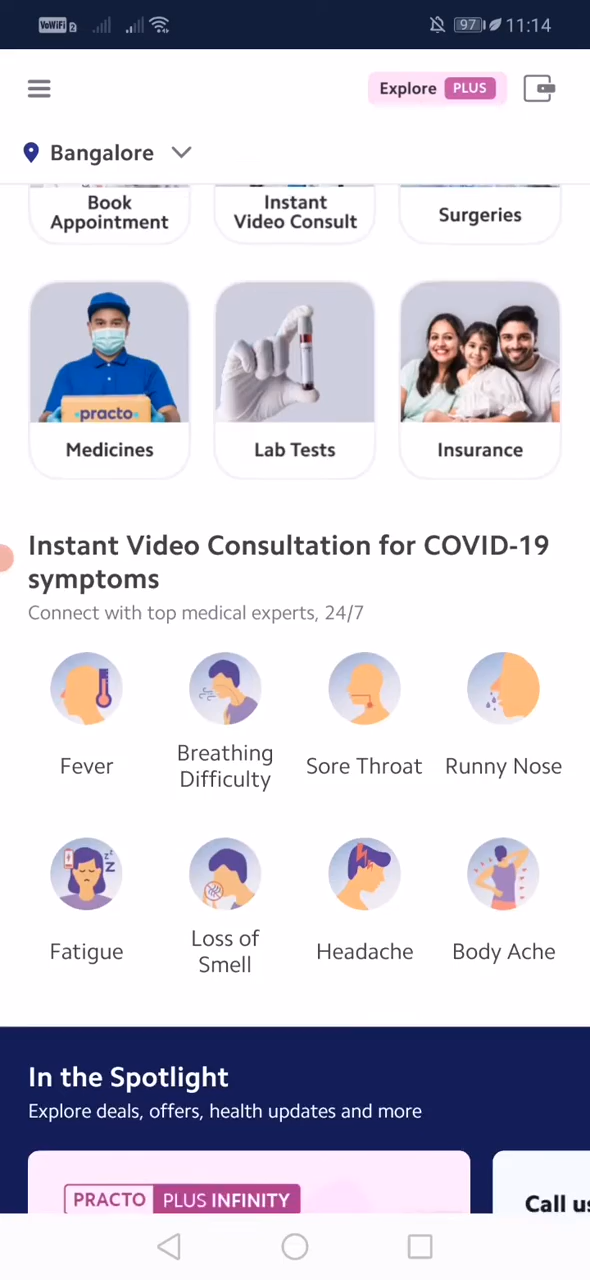 VoWiFi 2 97 11:14
Explore PLUS
Bangalore
Book
Appointment
Instant
Video Consult
Surgeries
practo
Medicines
Lab Tests
Insurance
Instant Video Consultation for COVID-19
symptoms
Connect with top medical experts, 24/7
Fever
Breathing
Difficulty
Sore Throat
Runny Nose
Fatigue
Loss of
Smell
Headache
Body Ache
In the Spotlight
Explore deals, offers, health updates and more
PRACTO PLUS INFINITY
Call us